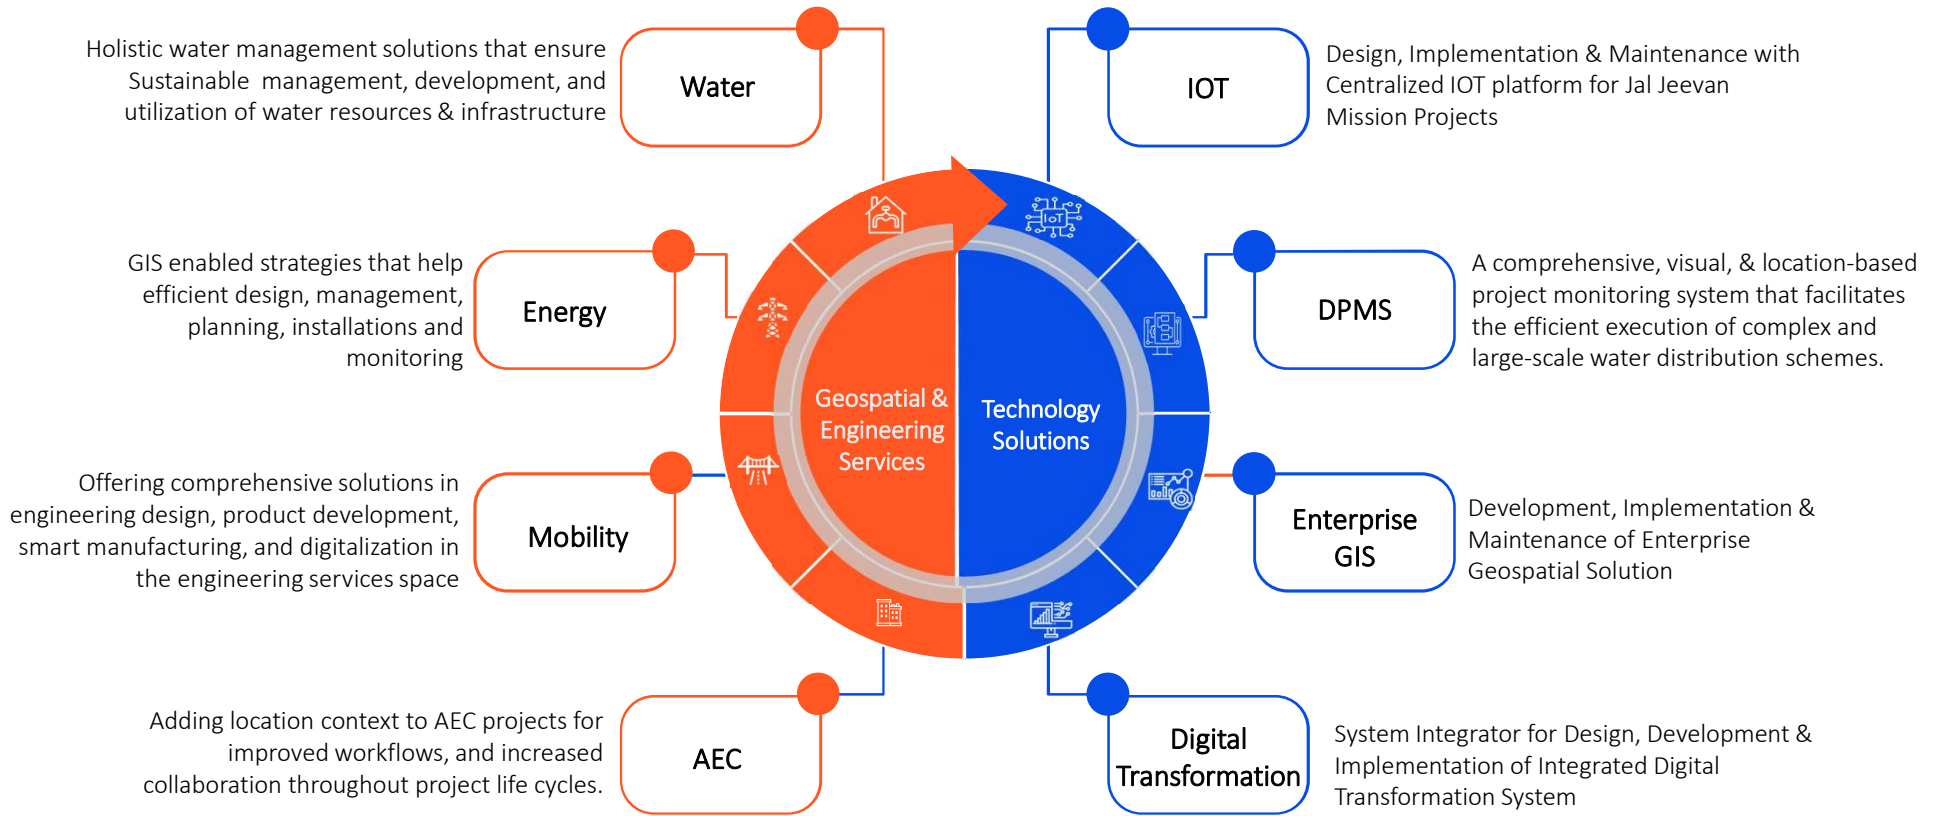 Holistic water management solutions that ensure
Sustainable management, development, and
utilization of water resources & infrastructure
Water
IOT
Design, Implementation & Maintenance with
Centralized IOT platform for Jal Jeevan
Mission Projects
IoT
GIS enabled strategies that help
efficient design, management,
planning, installations and
monitoring
Energy
DPMS
A comprehensive, visual, & location-based
project monitoring system that facilitates
the efficient execution of complex and
large-scale water distribution schemes.
Geospatial &
Engineering
Services
Technology
Solutions
Offering comprehensive solutions in
engineering design, product development,
smart manufacturing, and digitalization in
the engineering services space
Mobility
Enterprise
GIS
Development, Implementation &
Maintenance of Enterprise
Geospatial Solution
Adding location context to AEC projects for
improved workflows, and increased
collaboration throughout project life cycles.
AEC
Digital
Transformation
System Integrator for Design, Development &
Implementation of Integrated Digital
Transformation System